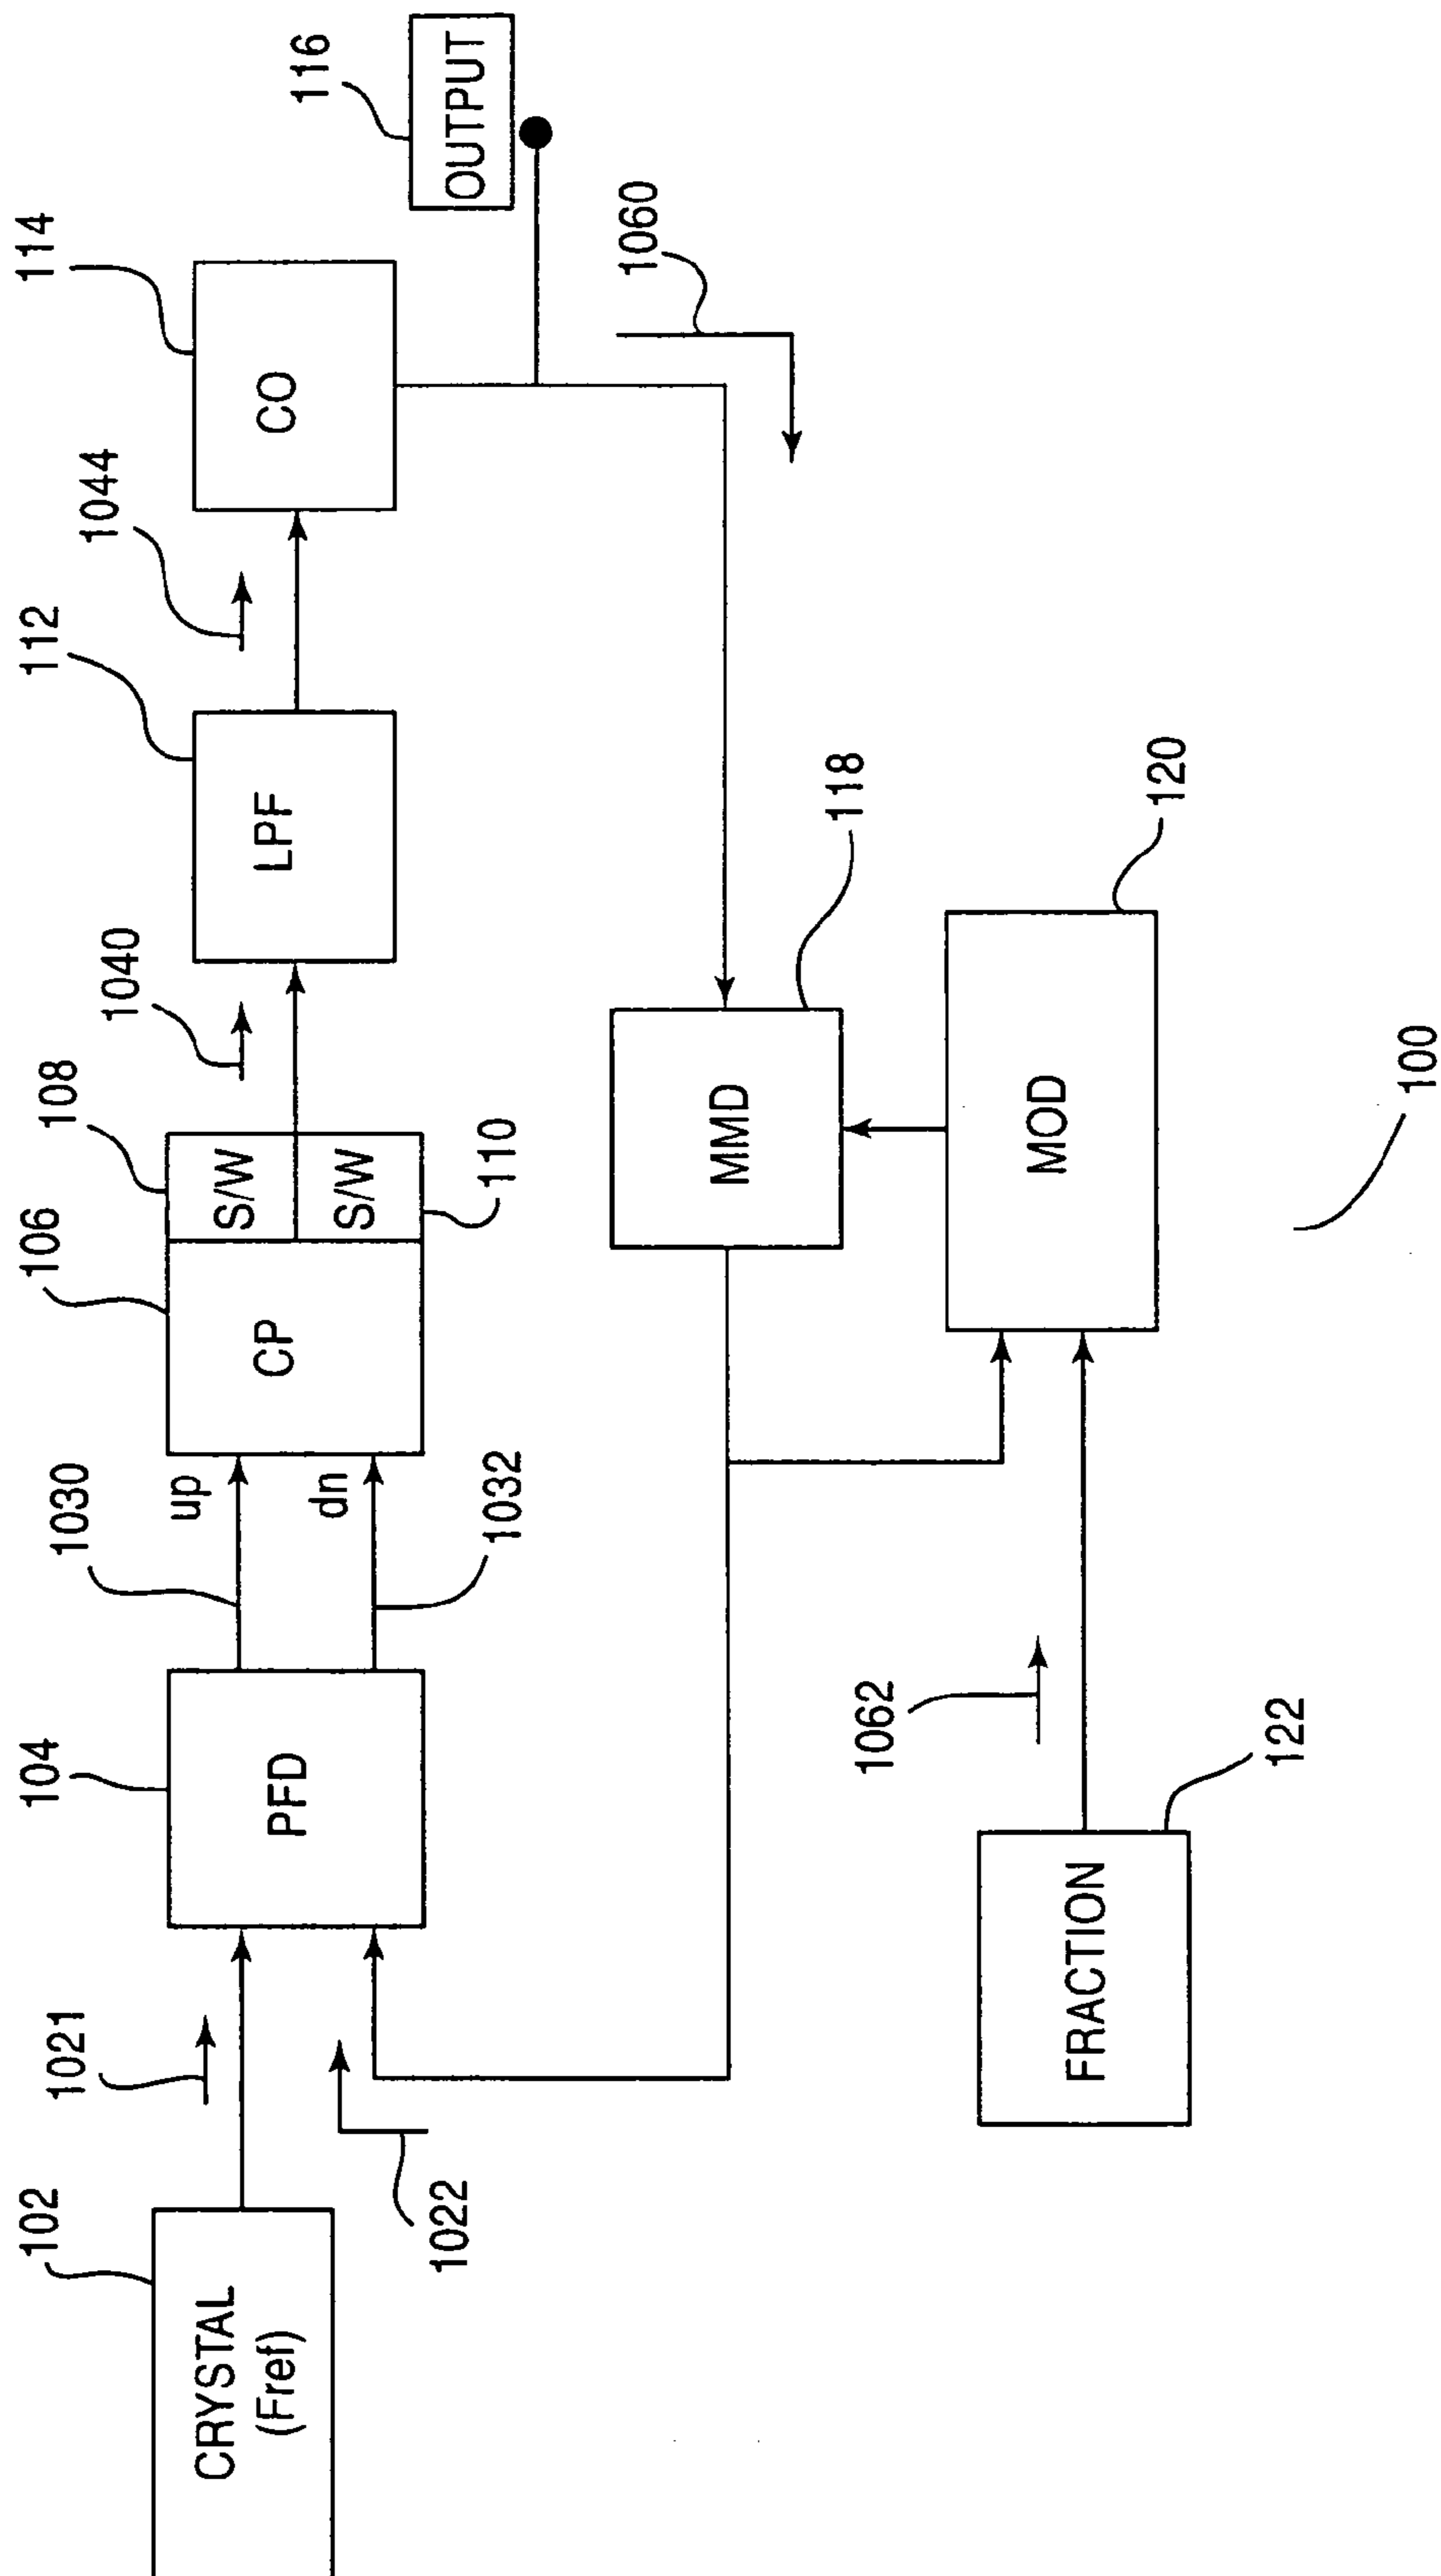 102
CRYSTAL
(Fref)
1021
1022
104
PFD
1030
up
dn
1032
106
CP
108
S/W
S/W
110
1040
112
LPF
1044
114
CO
116
OUTPUT
1060
118
MMD
120
MOD
1062
122
FRACTION
100